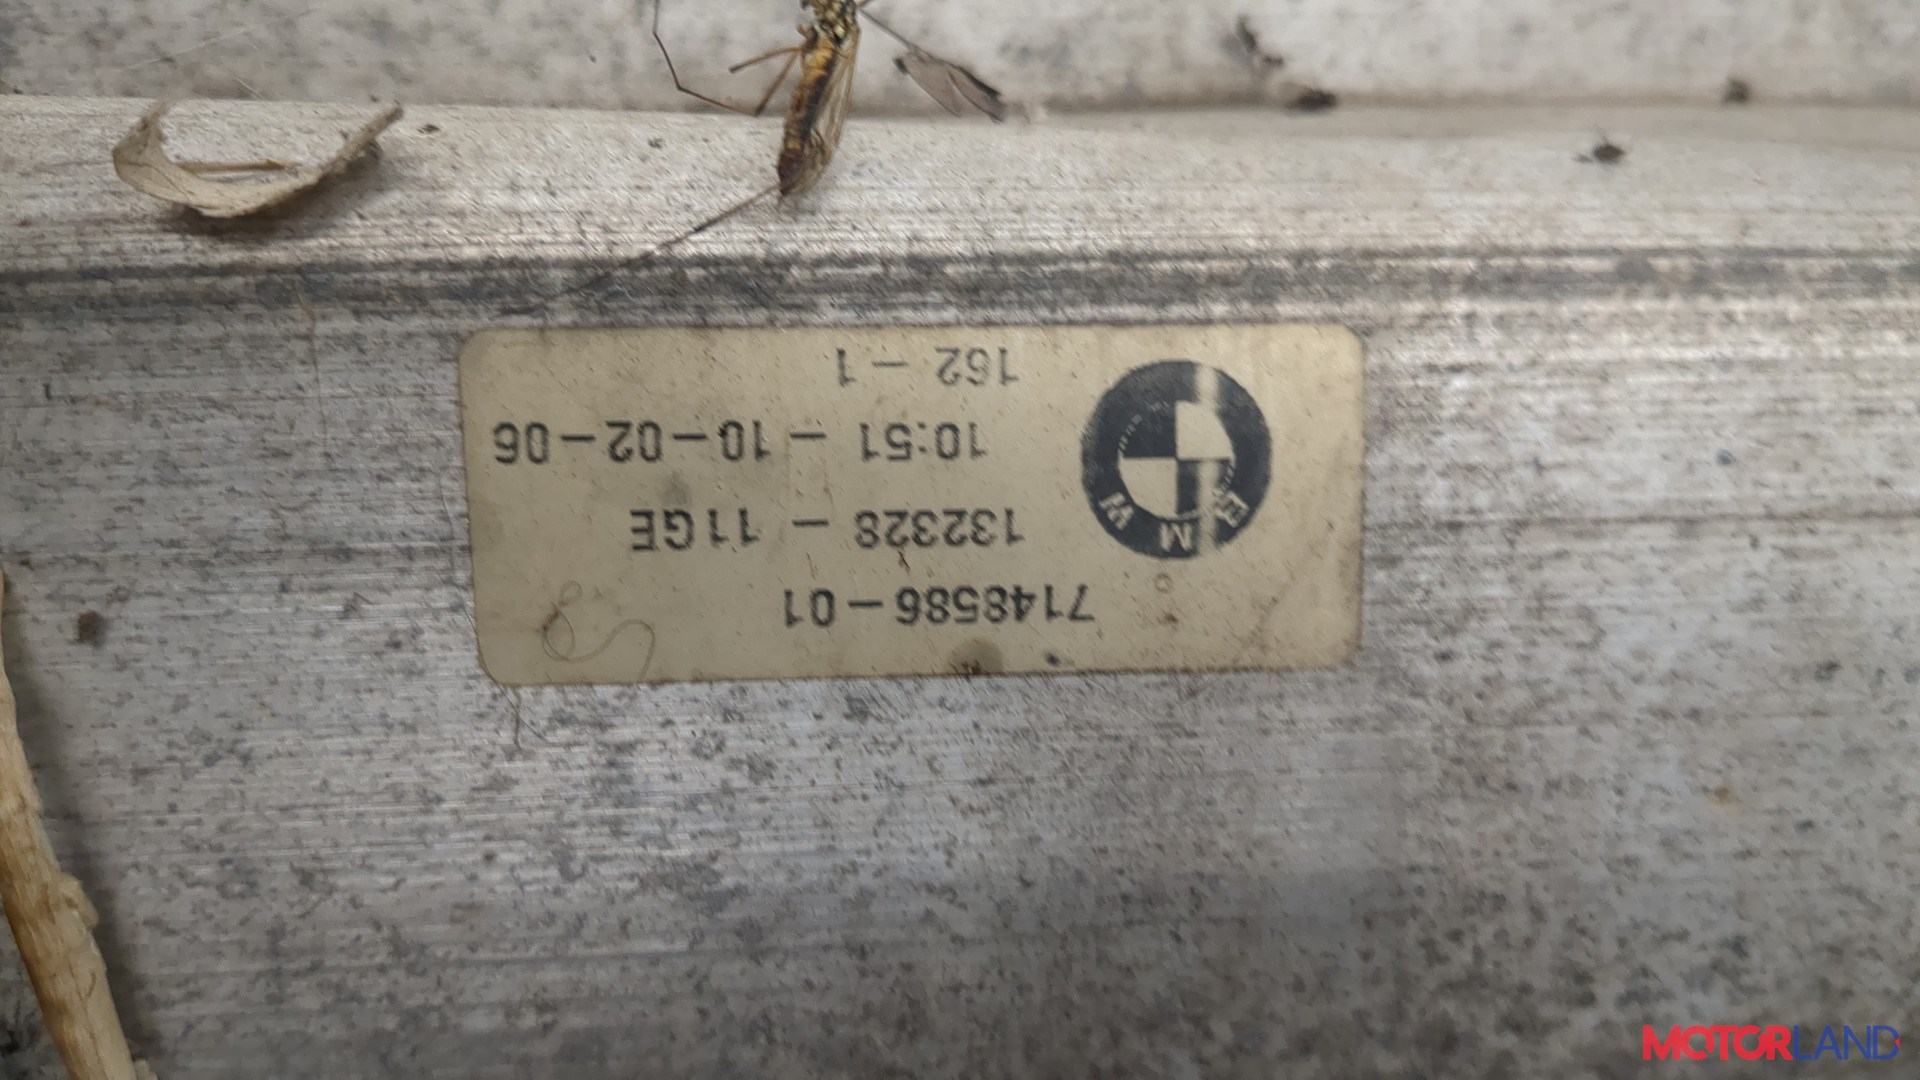 7148586-01
132328 - 11GE
10:51 - 10-02-06
162 - 1
BMW
MOTORLAND